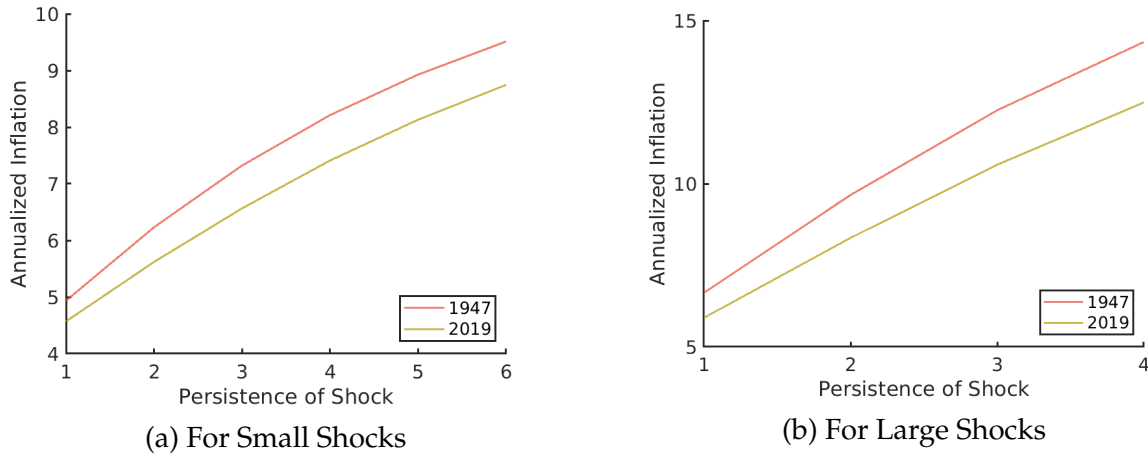 10
9
8
7
6
5
4
Annualized Inflation
1947
2019
1 2 3 4 5 6
Persistence of Shock
(a) For Small Shocks
15
10
5
Annualized Inflation
1947
2019
1 2 3 4
Persistence of Shock
(b) For Large Shocks